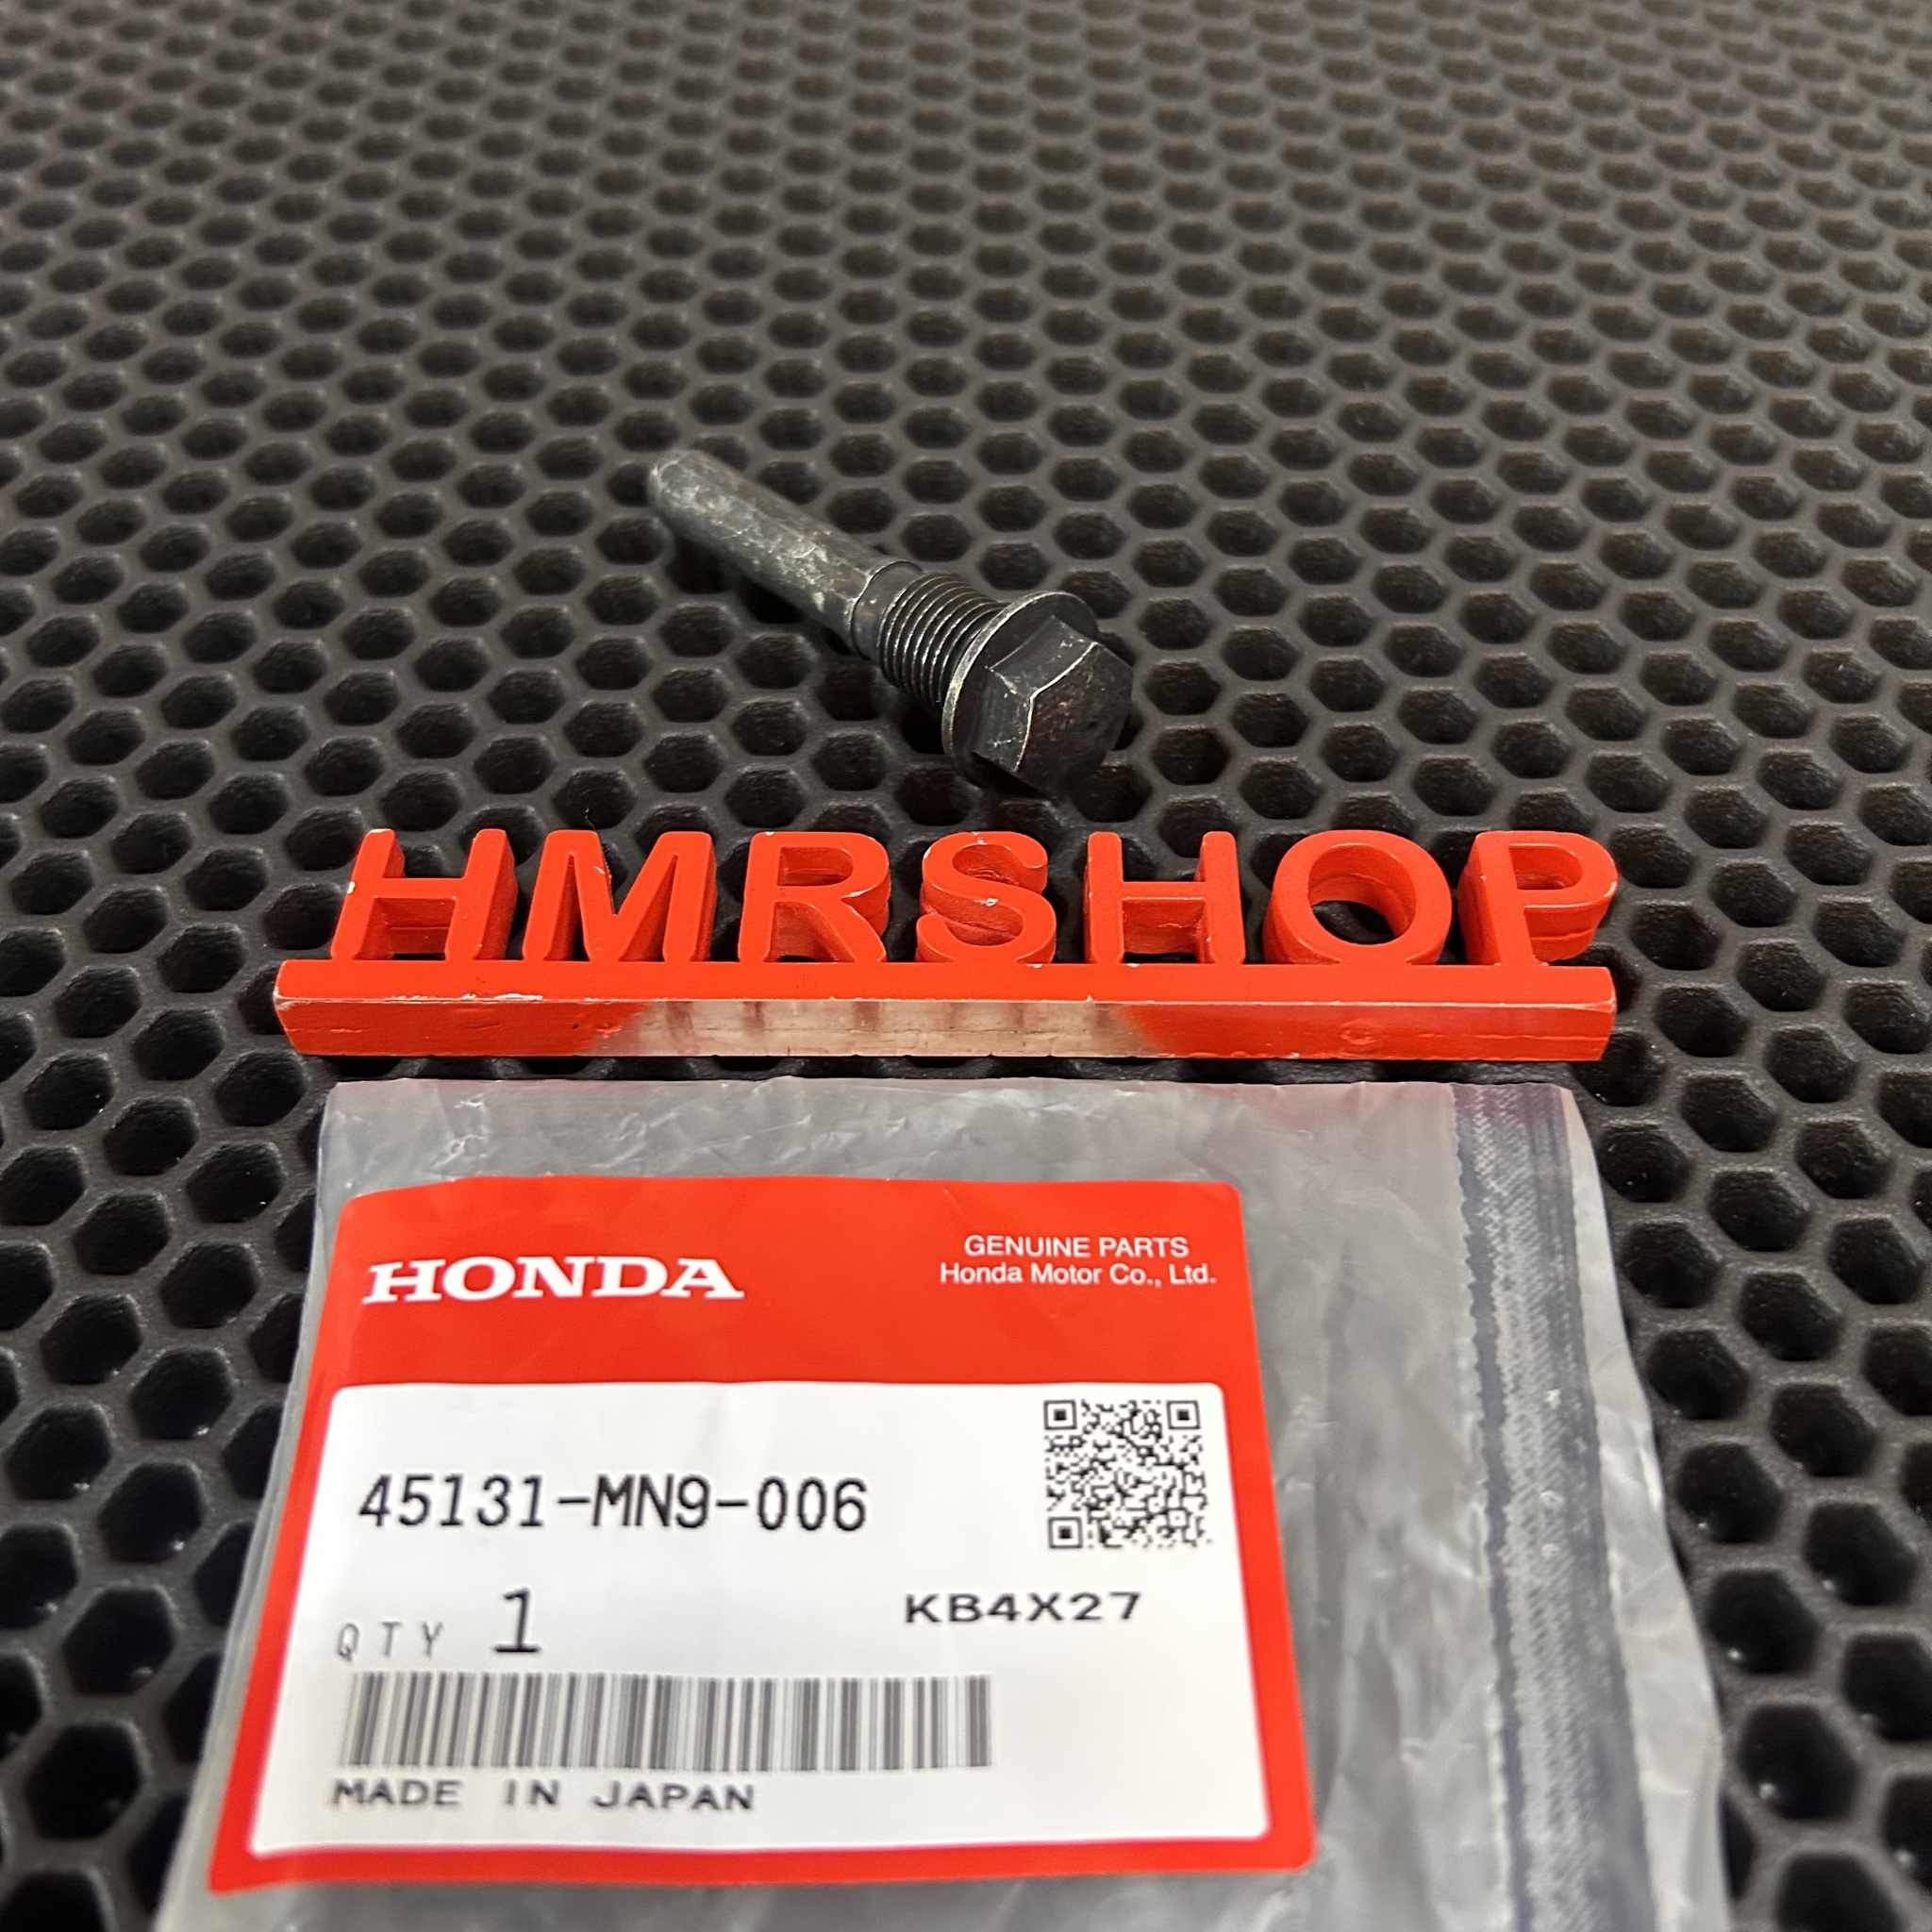 HMRSHOP
HONDA
GENUINE PARTS
Honda Motor Co., Ltd.
45131-MN9-006
QTY 1
KB4X27
MADE IN JAPAN